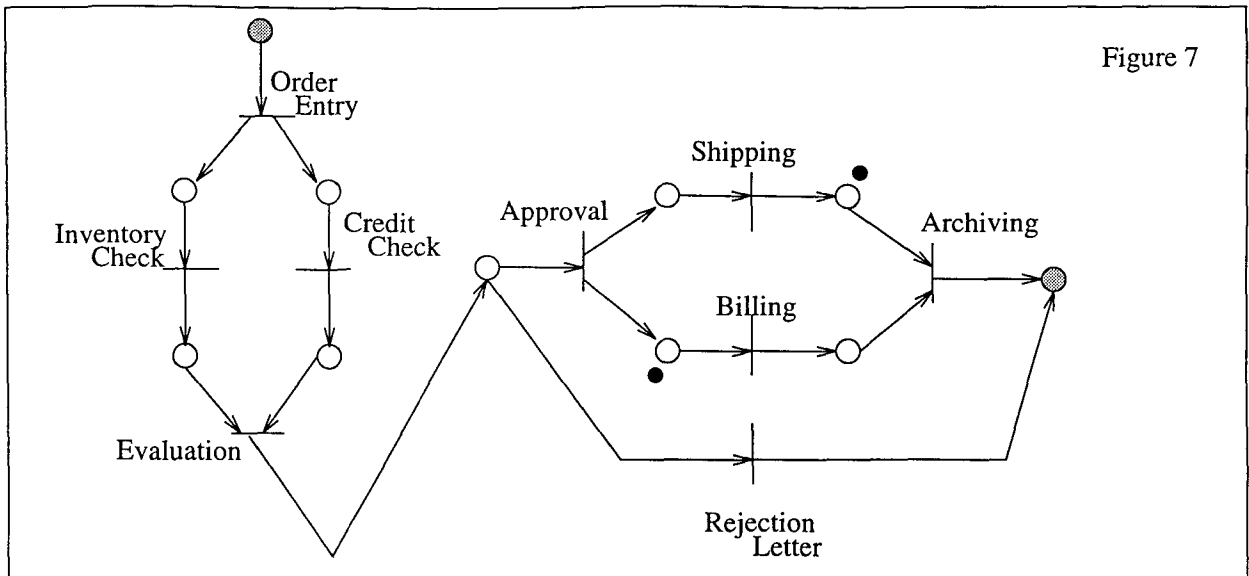 Figure 7
Order
Entry
Shipping
Approval
Archiving
Inventory
Check
Credit
Check
Billing
Evaluation
Rejection
Letter